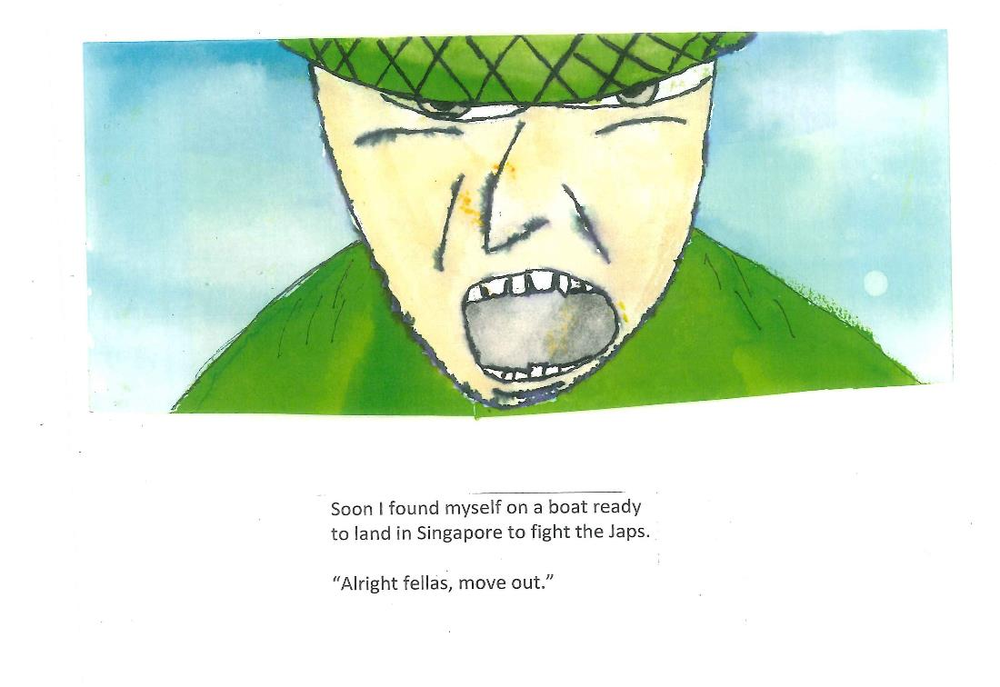 Soon I found myself on a boat ready
to land in Singapore to fight the Japs.
“Alright fellas, move out.”